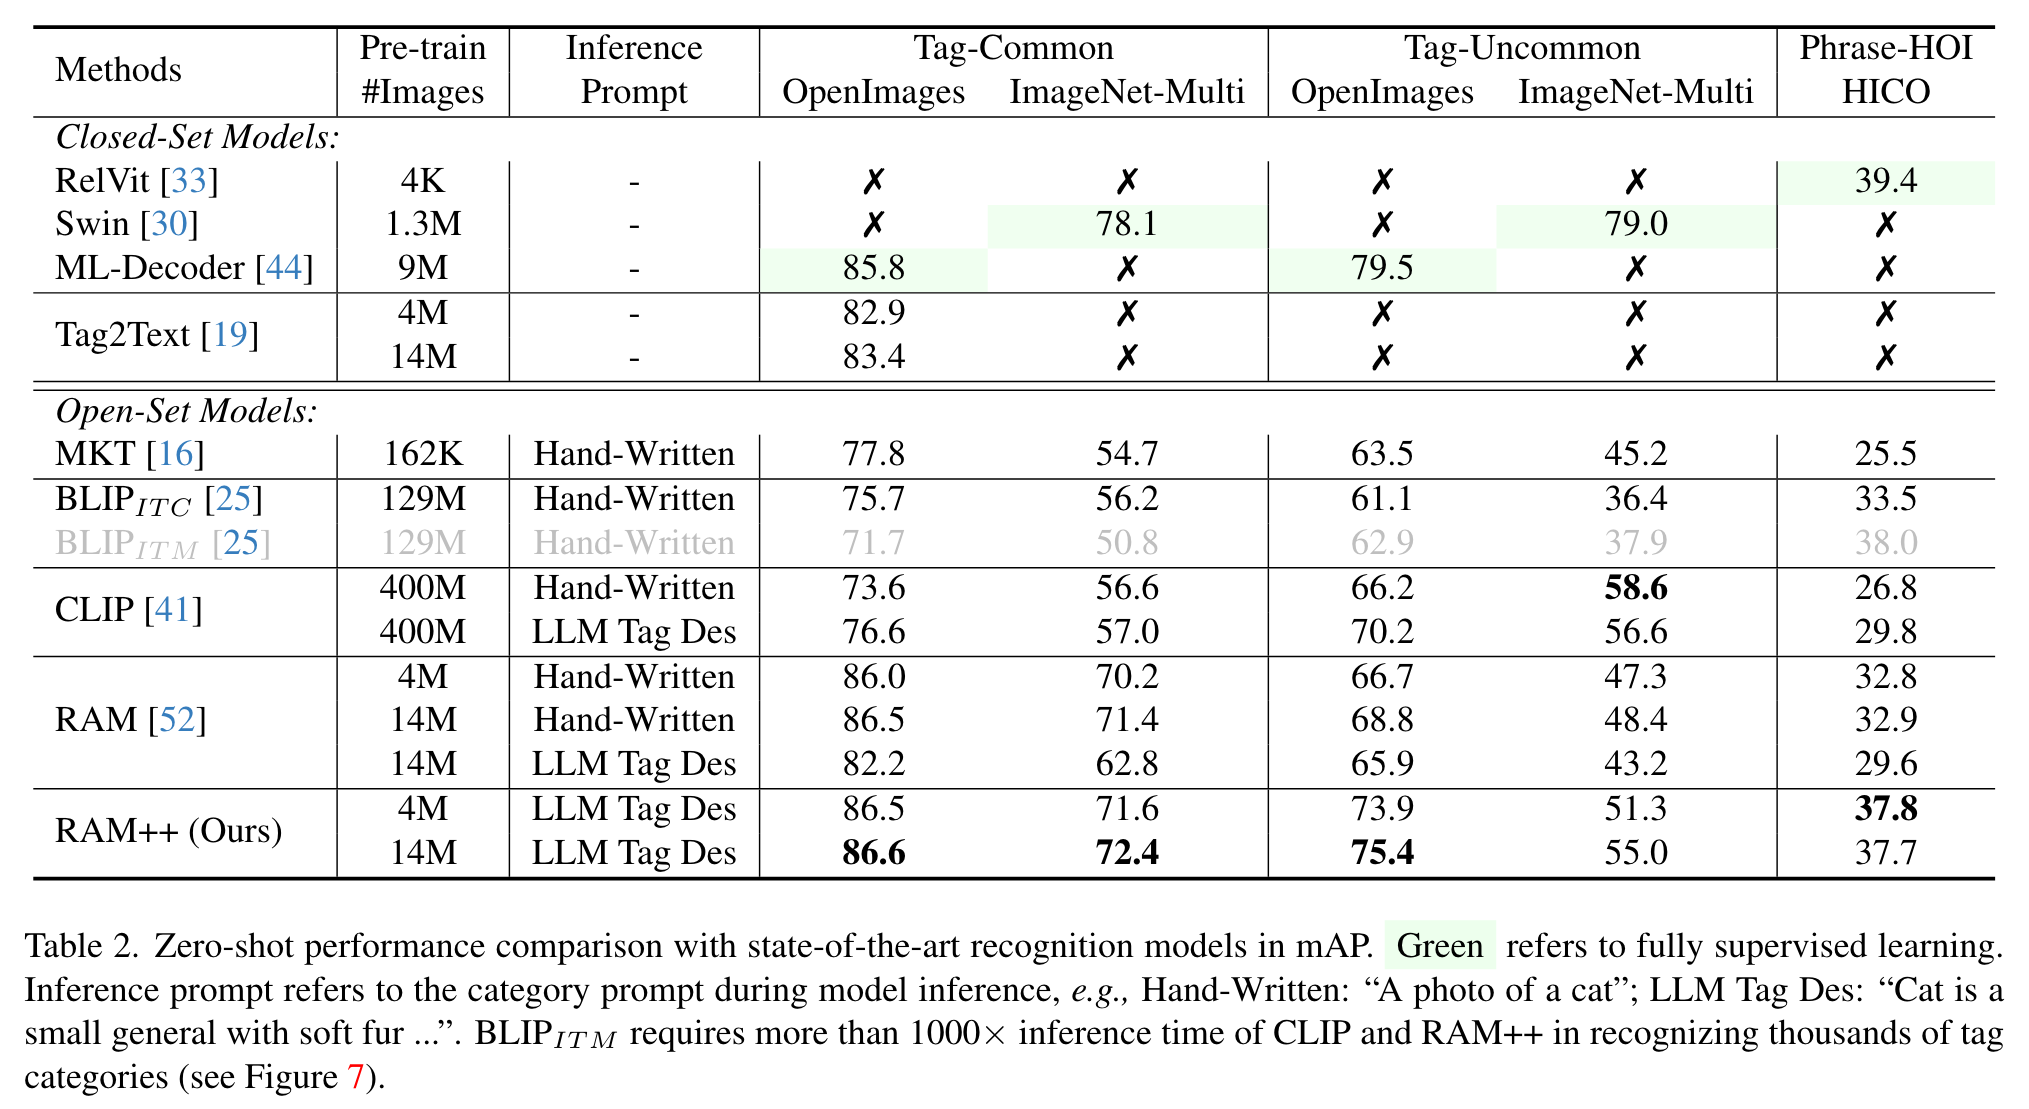 Methods Pre-train Inference Tag-Common Tag-Uncommon Phrase-HOI
#Images Prompt OpenImages ImageNet-Multi OpenImages ImageNet-Multi HICO
Closed-Set Models:
RelVit [33] 4K - ✗ ✗ ✗ ✗ 39.4
Swin [30] 1.3M - ✗ 78.1 ✗ 79.0 ✗
ML-Decoder [44] 9M - 85.8 ✗ 79.5 ✗ ✗
Tag2Text [19] 4M - 82.9 ✗ ✗ ✗ ✗
14M - 83.4 ✗ ✗ ✗ ✗
Open-Set Models:
MKT [16] 162K Hand-Written 77.8 54.7 63.5 45.2 25.5
BLIP_ITC [25] 129M Hand-Written 75.7 56.2 61.1 36.4 33.5
BLIP_ITM [25] 129M Hand-Written 71.7 50.8 62.9 37.9 38.0
CLIP [41] 400M Hand-Written 73.6 56.6 66.2 58.6 26.8
400M LLM Tag Des 76.6 57.0 70.2 56.6 29.8
RAM [52] 4M Hand-Written 86.0 70.2 66.7 47.3 32.8
14M Hand-Written 86.5 71.4 68.8 48.4 32.9
14M LLM Tag Des 82.2 62.8 65.9 43.2 29.6
RAM++ (Ours) 4M LLM Tag Des 86.5 71.6 73.9 51.3 37.8
14M LLM Tag Des 86.6 72.4 75.4 55.0 37.7
Table 2. Zero-shot performance comparison with state-of-the-art recognition models in mAP. Green refers to fully supervised learning.
Inference prompt refers to the category prompt during model inference, e.g., Hand-Written: “A photo of a cat”; LLM Tag Des: “Cat is a
small general with soft fur ...”. BLIP_ITM requires more than 1000× inference time of CLIP and RAM++ in recognizing thousands of tag
categories (see Figure 7).